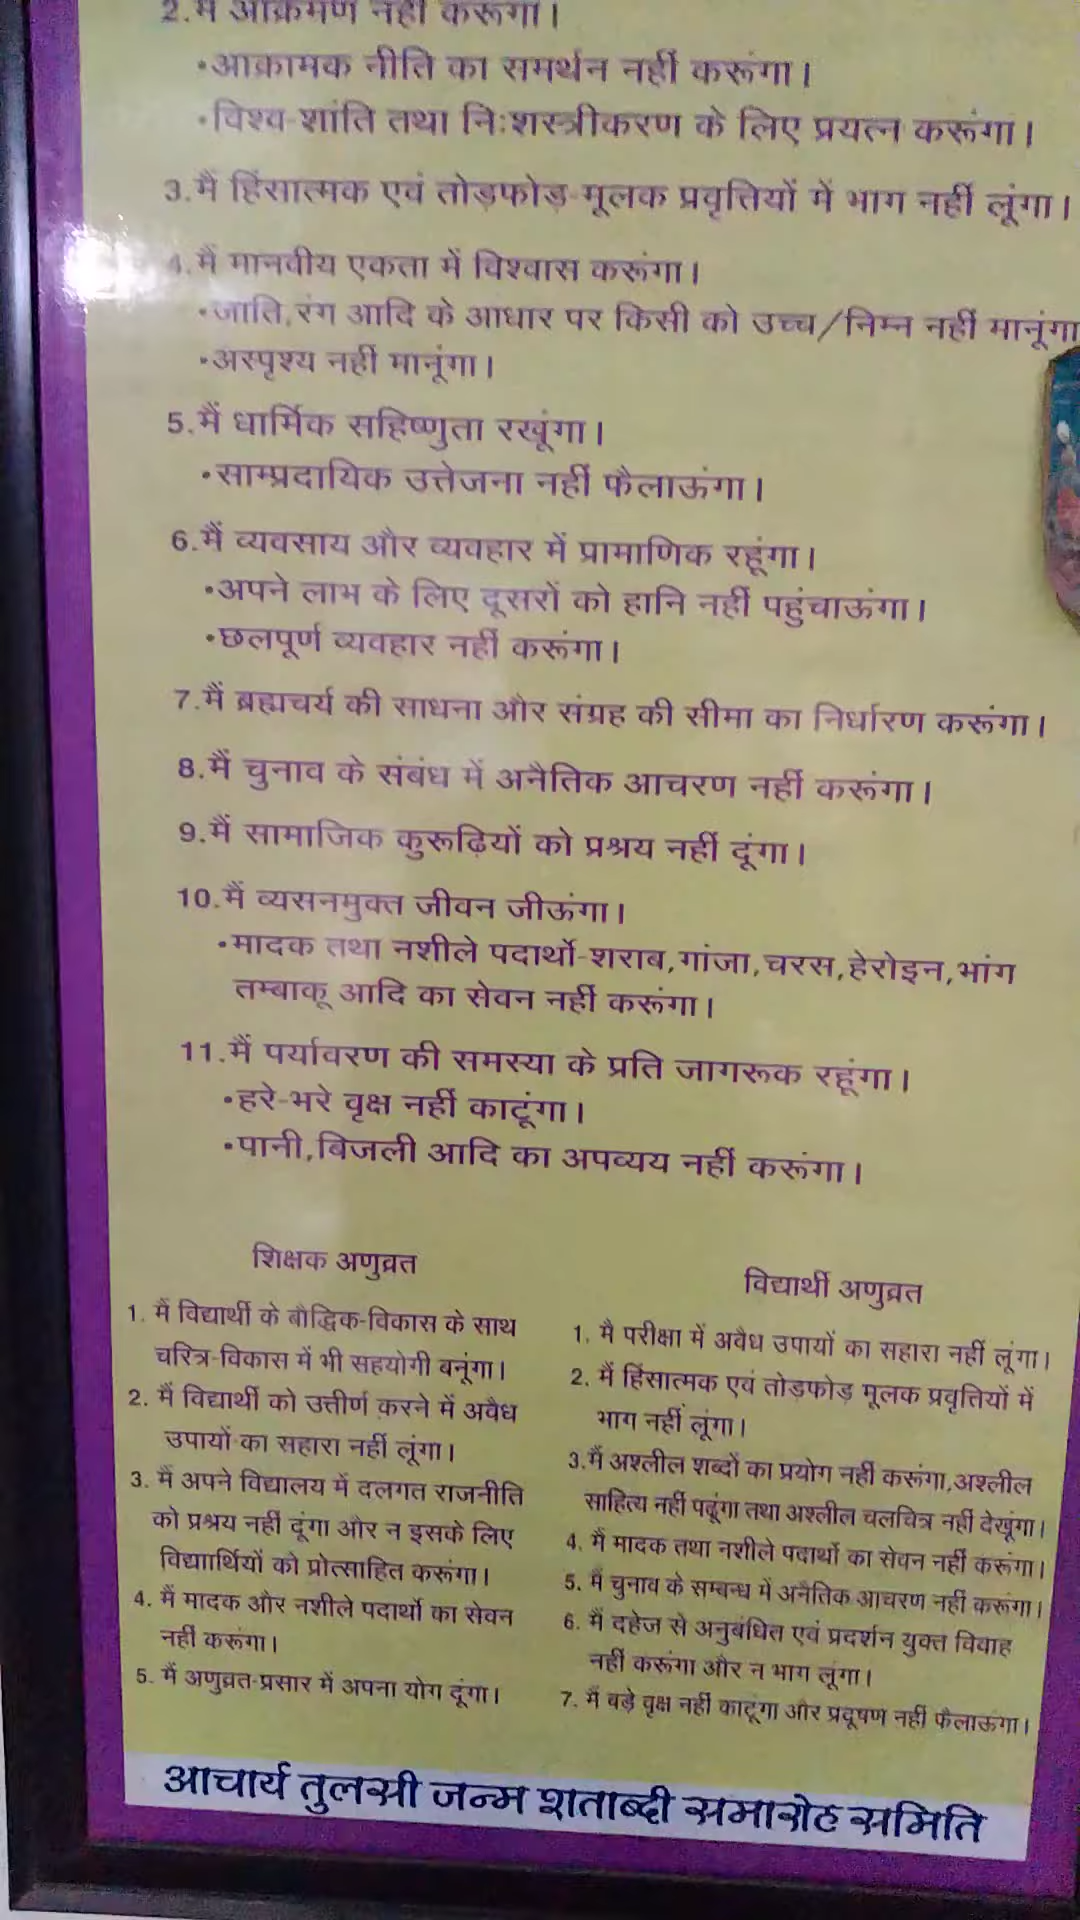 2.मैं आक्रमण नहीं करूंगा।
•आक्रामक नीति का समर्थन नहीं करूंगा।
•विश्व-शांति तथा निःशस्त्रीकरण के लिए प्रयत्न करूंगा।
3.मैं हिंसात्मक एवं तोड़फोड़-मूलक प्रवृत्तियों में भाग नहीं लूंगा।
4.मैं मानवीय एकता में विश्वास करूंगा।
•जाति,रंग आदि के आधार पर किसी को उच्च/निम्न नहीं मानूंगा
•अस्पृश्य नहीं मानूंगा।
5.मैं धार्मिक सहिष्णुता रखूंगा।
•साम्प्रदायिक उत्तेजना नहीं फैलाऊंगा।
6.मैं व्यवसाय और व्यवहार में प्रामाणिक रहूंगा।
•अपने लाभ के लिए दूसरों को हानि नहीं पहुंचाऊंगा।
•छलपूर्ण व्यवहार नहीं करूंगा।
7.मैं ब्रह्मचर्य की साधना और संग्रह की सीमा का निर्धारण करूंगा।
8.मैं चुनाव के संबंध में अनैतिक आचरण नहीं करूंगा।
9.मैं सामाजिक कुरूढ़ियों को प्रश्रय नहीं दूंगा।
10.मैं व्यसनमुक्त जीवन जीऊंगा।
•मादक तथा नशीले पदार्थो-शराब,गांजा,चरस,हेरोइन,भांग
तम्बाकू आदि का सेवन नहीं करूंगा।
11.मैं पर्यावरण की समस्या के प्रति जागरूक रहूंगा।
•हरे-भरे वृक्ष नहीं काटूंगा।
•पानी,बिजली आदि का अपव्यय नहीं करूंगा।
शिक्षक अणुव्रत
1. मैं विद्यार्थी के बौद्धिक-विकास के साथ
चरित्र-विकास में भी सहयोगी बनूंगा।
2. मैं विद्यार्थी को उत्तीर्ण करने में अवैध
उपायों का सहारा नहीं लूंगा।
3. मैं अपने विद्यालय में दलगत राजनीति
को प्रश्रय नहीं दूंगा और न इसके लिए
विद्याार्थियों को प्रोत्साहित करूंगा।
4. मैं मादक और नशीले पदार्थो का सेवन
नहीं करूंगा।
5. मैं अणुव्रत-प्रसार में अपना योग दूंगा।
विद्यार्थी अणुव्रत
1. मै परीक्षा में अवैध उपायों का सहारा नहीं लूंगा।
2. मैं हिंसात्मक एवं तोड़फोड़ मूलक प्रवृत्तियों में
भाग नहीं लूंगा।
3.मैं अश्लील शब्दों का प्रयोग नहीं करूंगा,अश्लील
साहित्य नहीं पढूंगा तथा अश्लील चलचित्र नहीं देखूंगा।
4. मैं मादक तथा नशीले पदार्थो का सेवन नहीं करूंगा।
5. मैं चुनाव के सम्बन्ध में अनैतिक आचरण नहीं करूंगा।
6. मैं दहेज से अनुबंधित एवं प्रदर्शन युक्त विवाह
नहीं करूंगा और न भाग लूंगा।
7. मैं बड़े वृक्ष नहीं काटूंगा और प्रदूषण नहीं फैलाऊंगा।
आचार्य तुलसी जन्म शताब्दी समारोह समिति